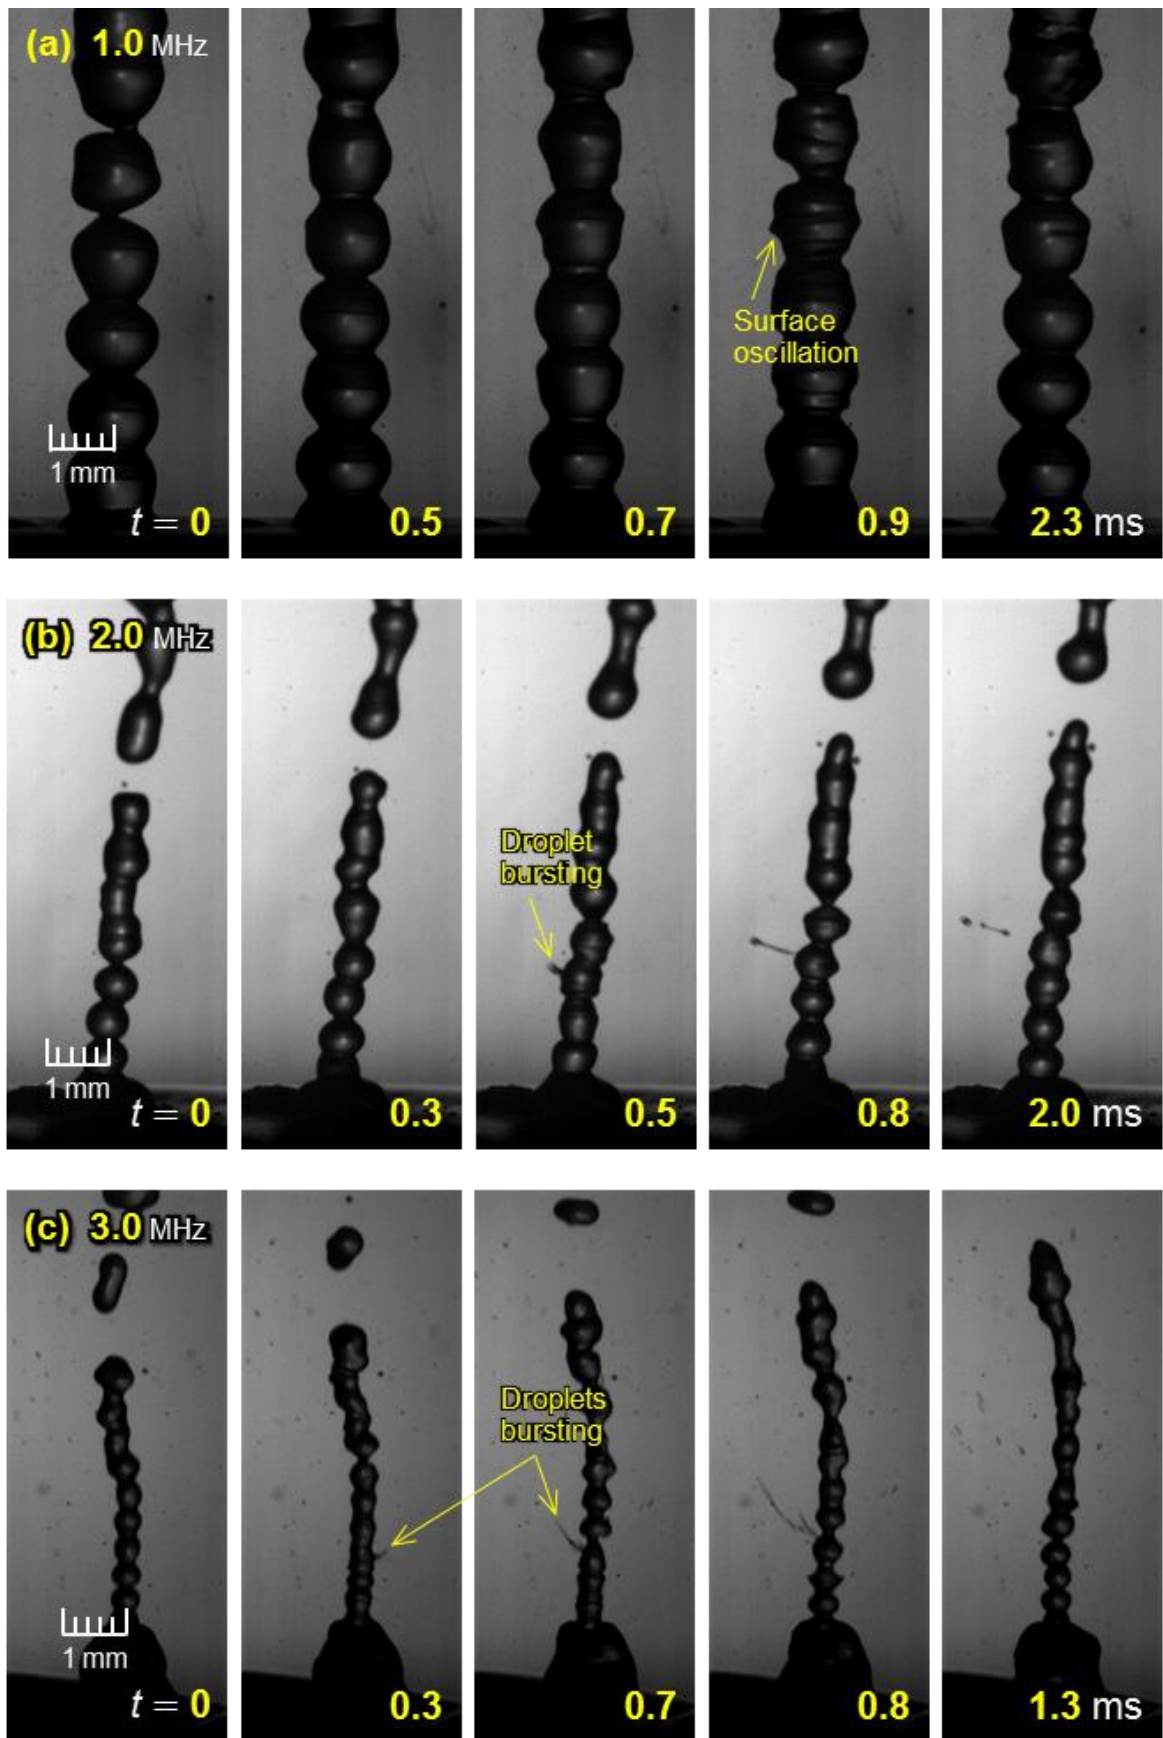 (a) 1.0 MHz
Surface
oscillation
1 mm
t = 0
0.5
0.7
0.9
2.3 ms
(b) 2.0 MHz
Droplet
bursting
1 mm
t = 0
0.3
0.5
0.8
2.0 ms
(c) 3.0 MHz
Droplets
bursting
1 mm
t = 0
0.3
0.7
0.8
1.3 ms